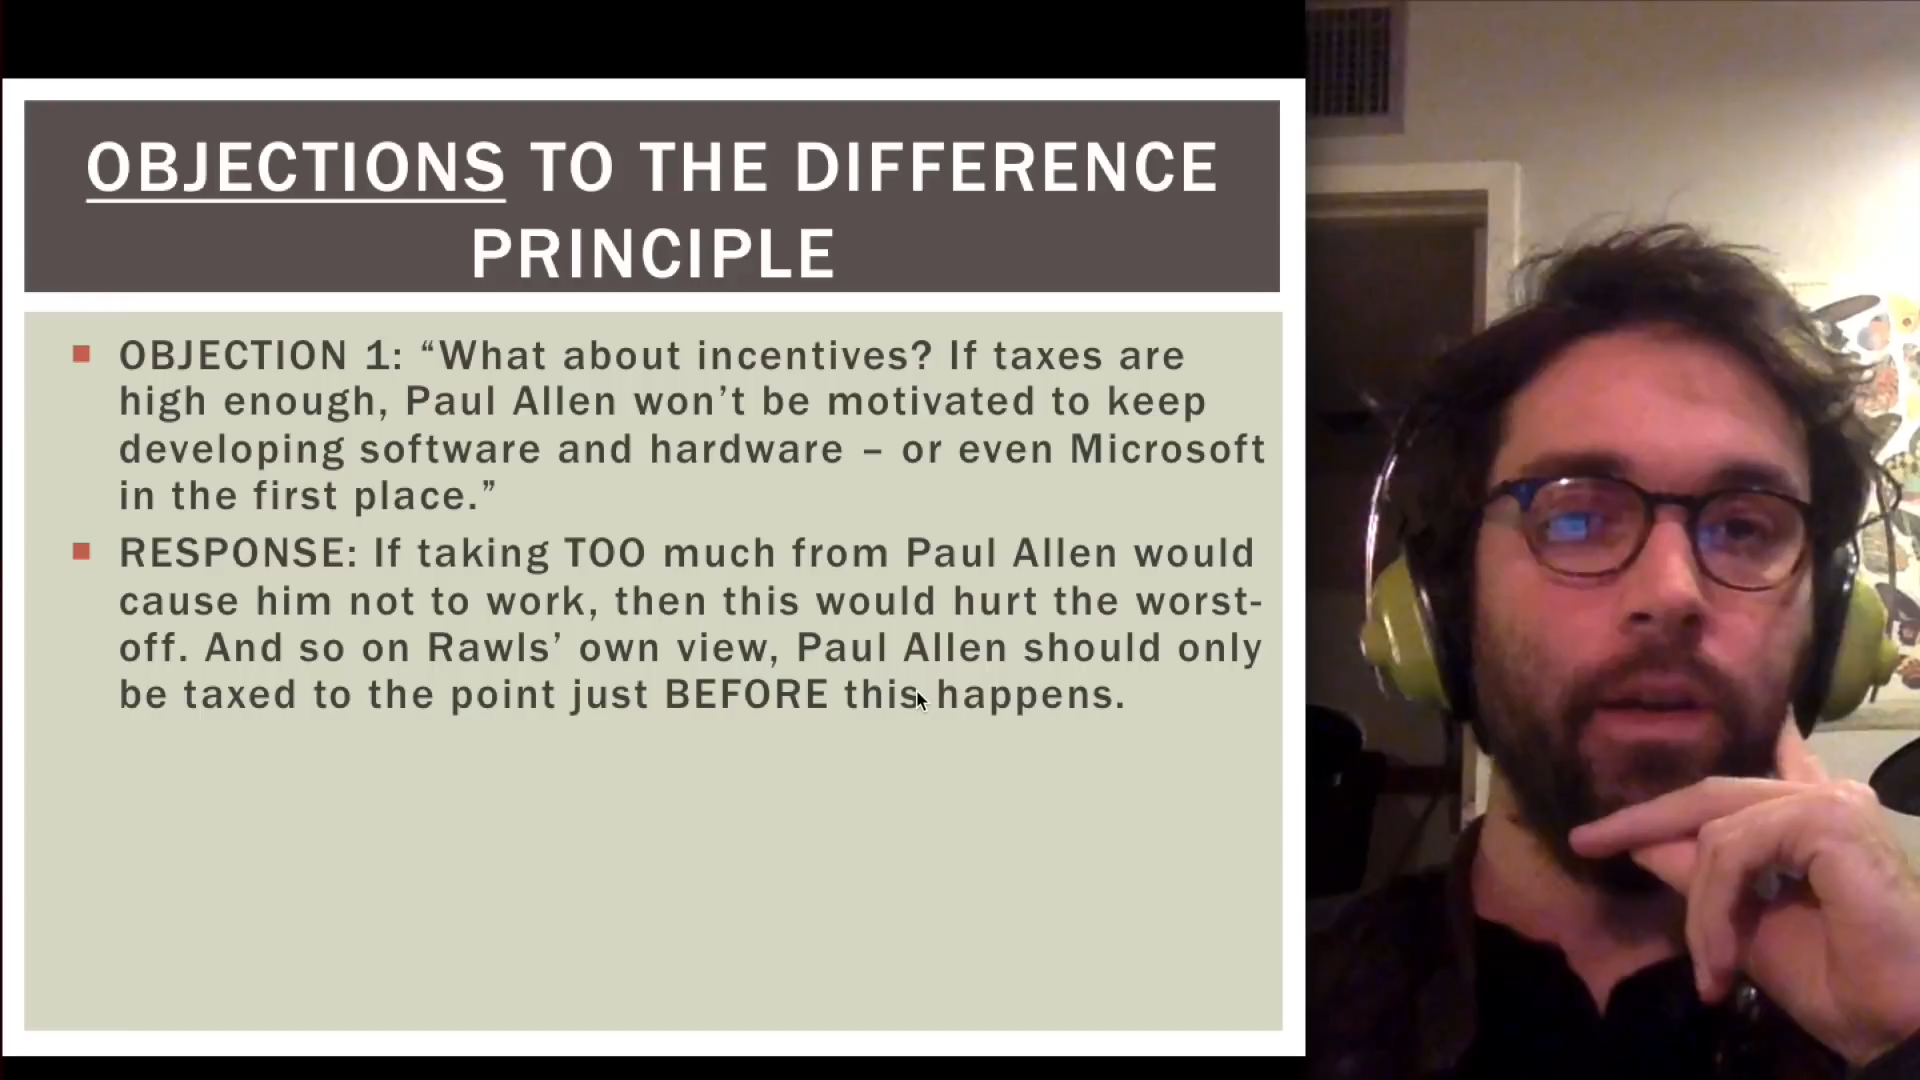 OBJECTIONS TO THE DIFFERENCE
PRINCIPLE
OBJECTION 1: “What about incentives? If taxes are
high enough, Paul Allen won’t be motivated to keep
developing software and hardware – or even Microsoft
in the first place.”
RESPONSE: If taking TOO much from Paul Allen would
cause him not to work, then this would hurt the worst-
off. And so on Rawls’ own view, Paul Allen should only
be taxed to the point just BEFORE this happens.